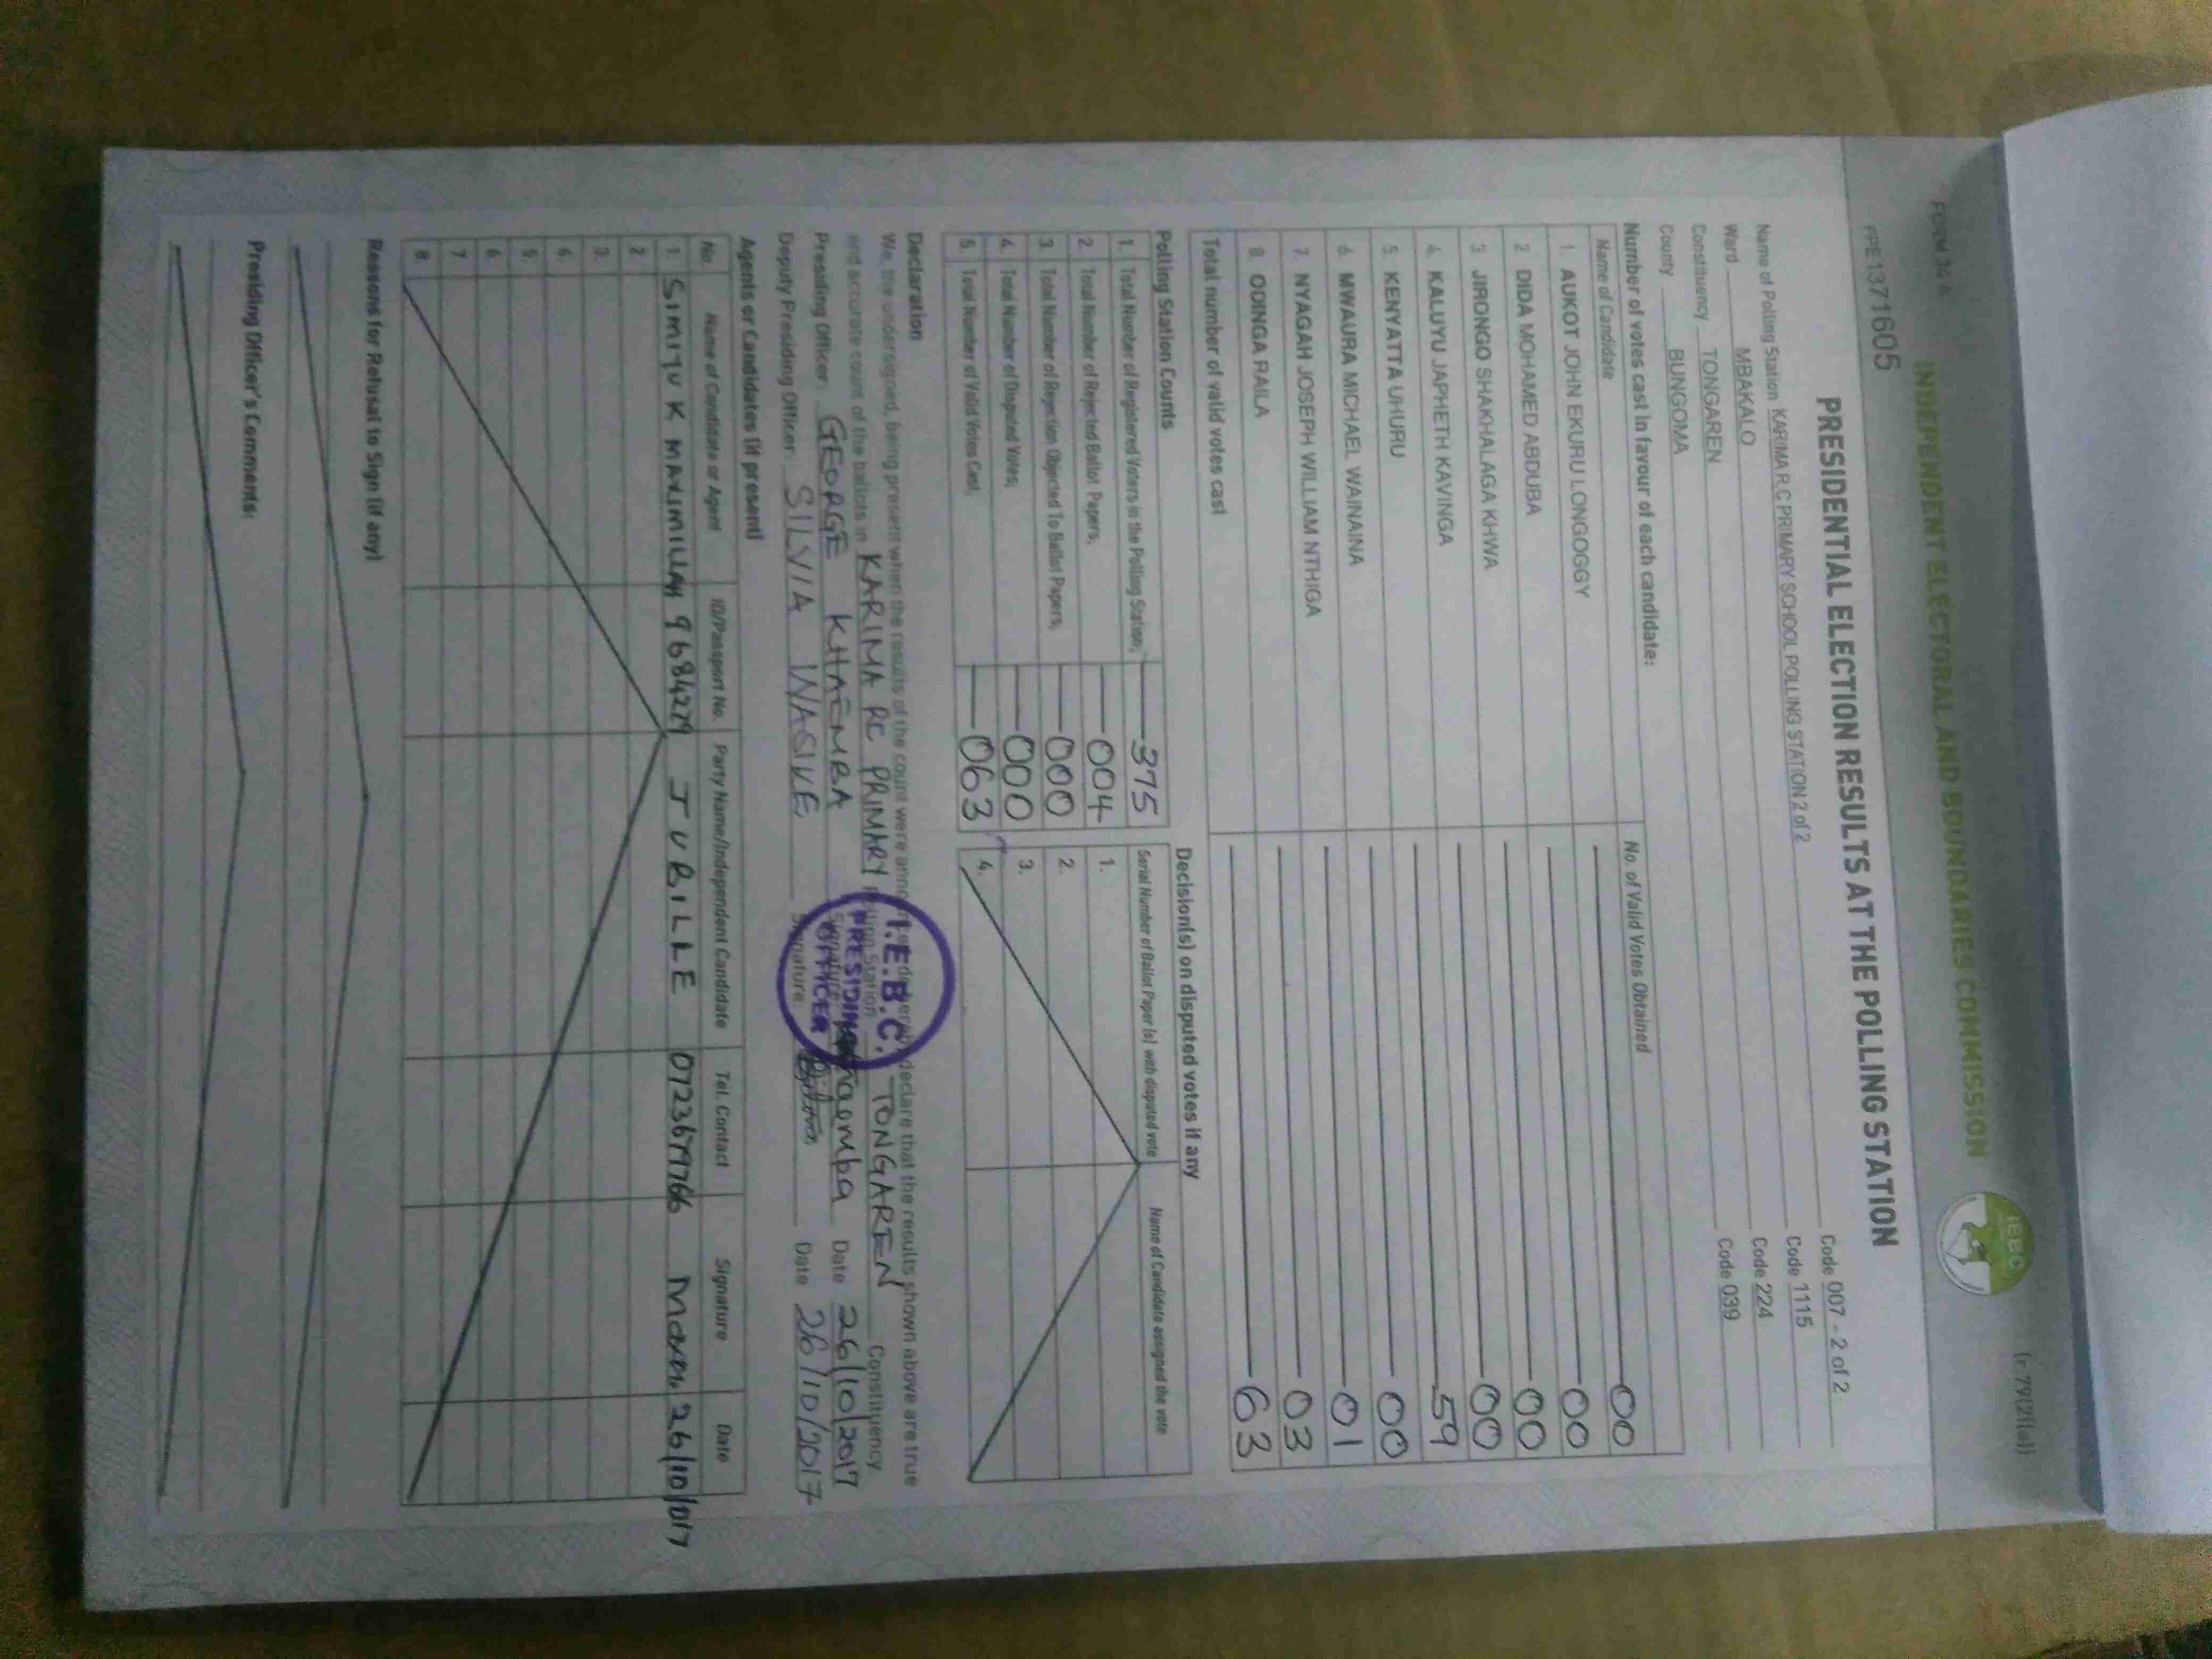 FORM 34A
(r.79(2)(a))
INDEPENDENT ELECTORAL AND BOUNDARIES COMMISSION
IEBC
PE1371605
PRESIDENTIAL ELECTION RESULTS AT THE POLLING STATION
Name of Polling Station KARIMA R.C PRIMARY SCHOOL POLLING STATION 2 of 2 Code 007 - 2 of 2
Ward MBAKALO Code 1115
Constituency TONGAREN Code 224
County BUNGOMA Code 039
Number of votes cast in favour of each candidate:
Name of Candidate No. of Valid Votes Obtained
1. AUKOT JOHN EKURU LONGOGGY 00
2 DIDA MOHAMED ABDUBA 00
3 JIRONGO SHAKHALAGA KHWA 00
4. KALUYU JAPHETH KAVINGA 00
5. KENYATTA UHURU 59
6. MWAURA MICHAEL WAINAINA 00
7. NYAGAH JOSEPH WILLIAM NTHIGA 01
8. ODINGA RAILA 03
Total number of valid votes cast 63
Polling Station Counts
1. Total Number of Registered Voters in the Polling Station; 375
2. Total Number of Rejected Ballot Papers; 004
3. Total Number of Rejection Objected To Ballot Papers; 000
4. Total Number of Disputed Votes; 000
5. Total Number of Valid Votes Cast; 063
Decision(s) on disputed votes if any
Serial Number of Ballot Paper (s) with disputed vote Name of Candidate assigned the vote
1.
2.
3.
4.
Declaration
We, the undersigned, being present when the results of the count were announced, do hereby declare that the results shown above are true
and accurate count of the ballots in KARIMA RC PRIMARY Polling Station TONGAREN Constituency
Presiding Officer: GEORGE KHAEMBA Signature Khaemba Date 26/10/2017
Deputy Presiding Officer: SILVIA WASIKE Signature Date 26/10/2017
I.E.B.C.
PRESIDING
OFFICER
Agents or Candidates (if present)
No. Name of Candidate or Agent ID/Passport No. Party Name/Independent Candidate Tel. Contact Signature Date
1. SIMIYU K MAXIMILLAH 9684279 JUBILLE 0723679766 26/10/017
2.
3.
4.
5.
6.
7.
8.
Reasons for Refusal to Sign (if any)
Presiding Officer's Comments: